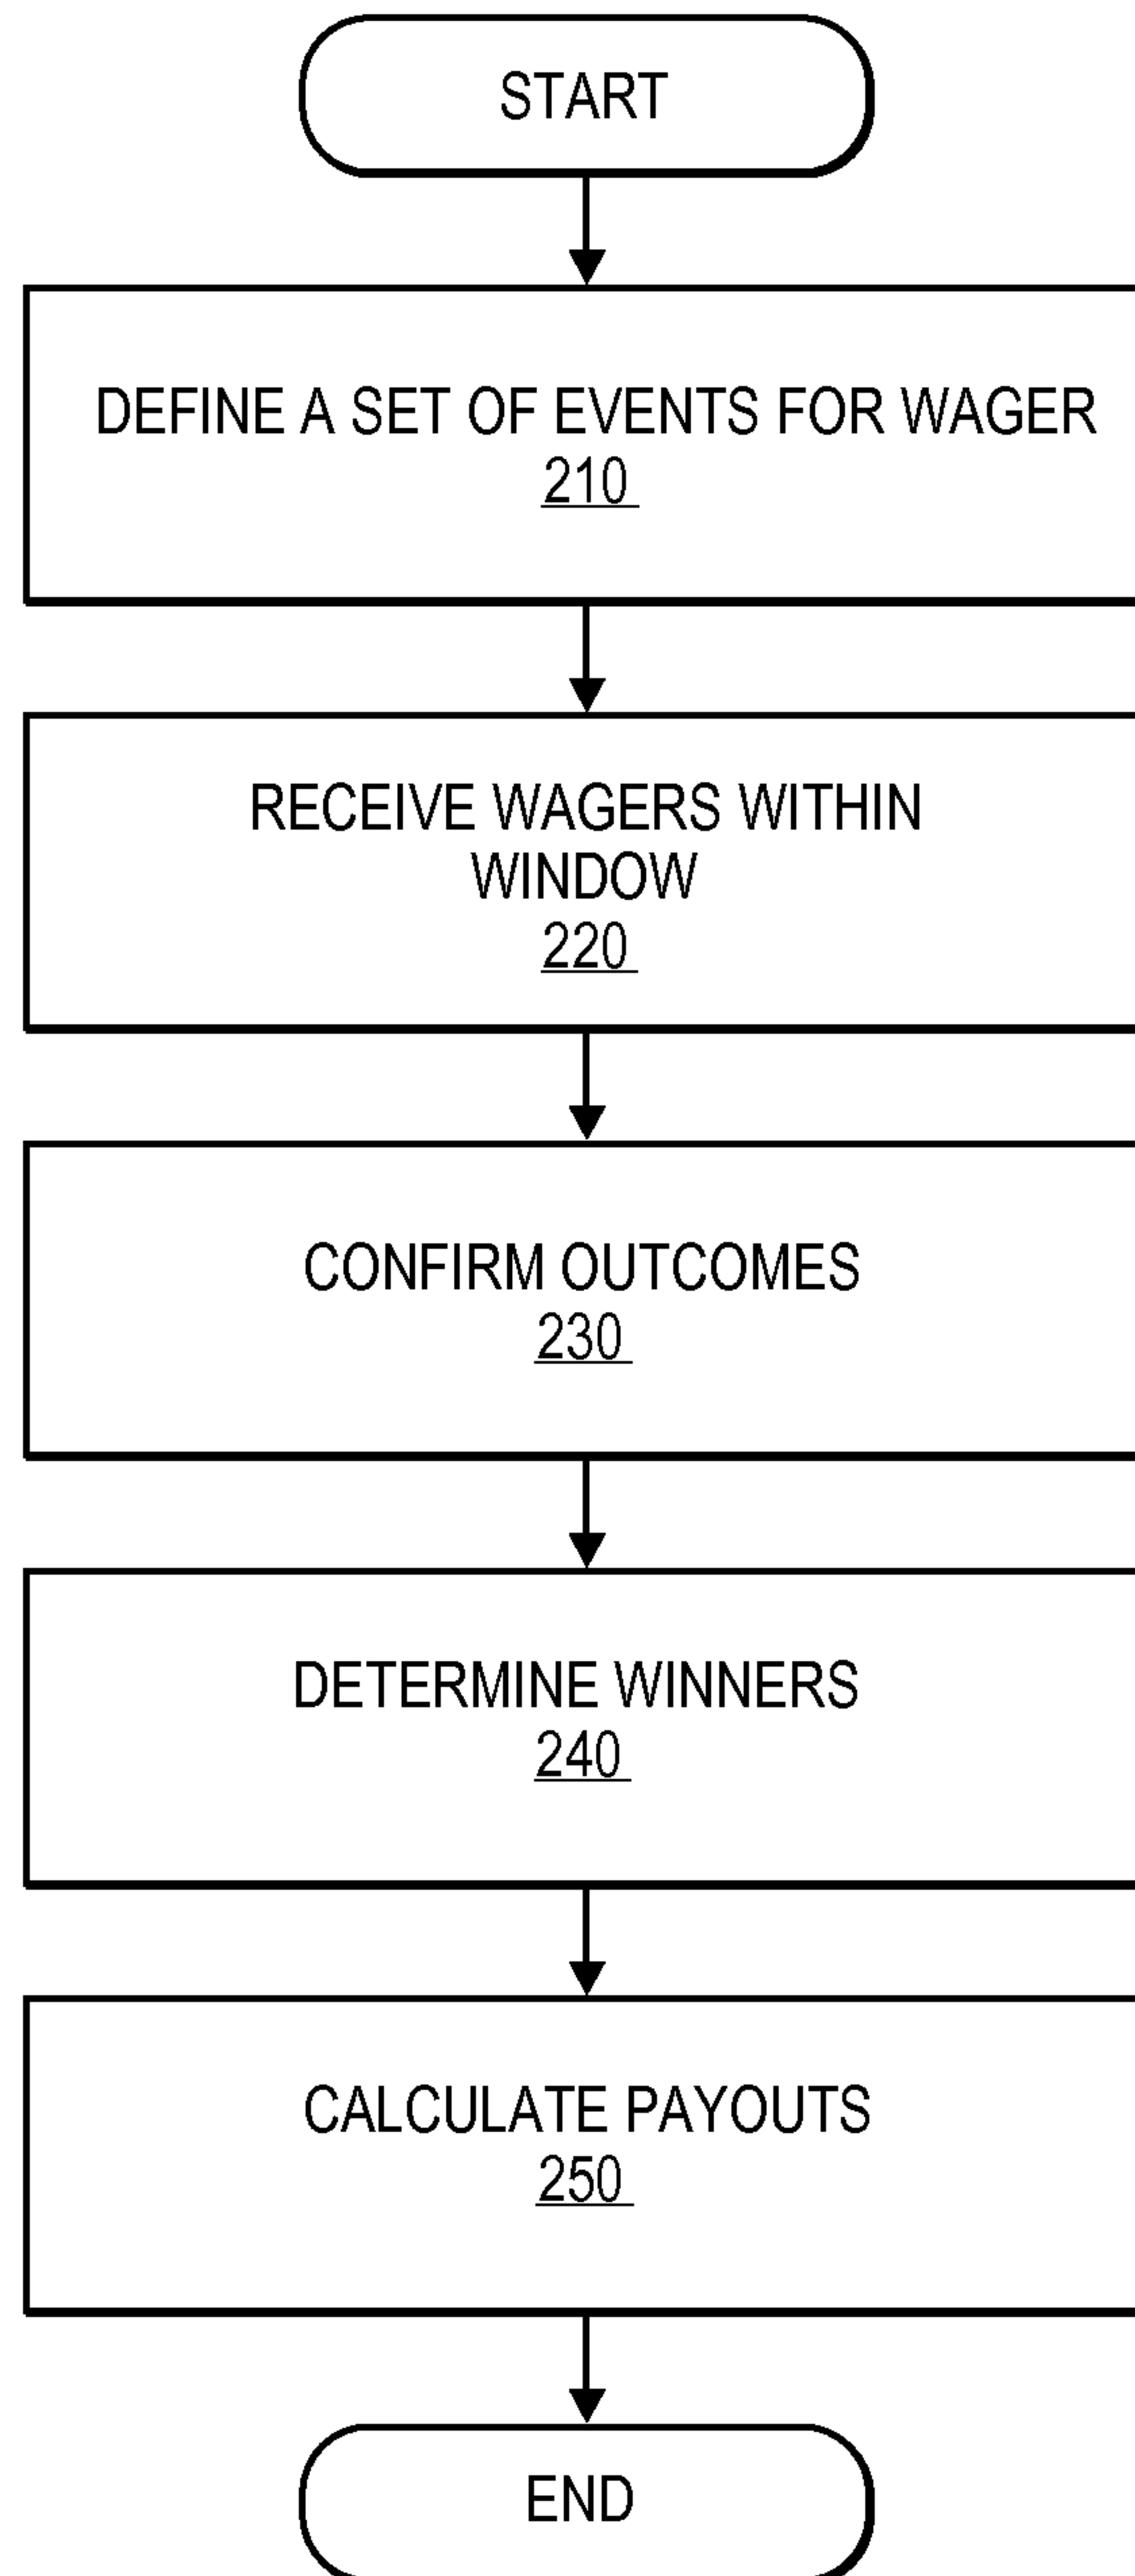 START
DEFINE A SET OF EVENTS FOR WAGER
210
RECEIVE WAGERS WITHIN
WINDOW
220
CONFIRM OUTCOMES
230
DETERMINE WINNERS
240
CALCULATE PAYOUTS
250
END